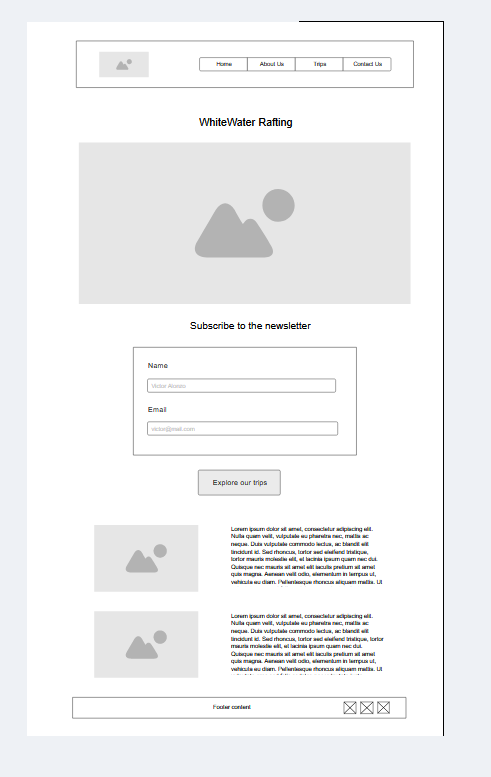 Home About Us Trips Contact Us
WhiteWater Rafting
Subscribe to the newsletter
Name
Email
victor@mail.com
Explore our trips
Lorem ipsum dolor sit amet, consectetur adipiscing elit.
Nulla quam velit, vulputate eu pharetra nec, mattis ac
neque. Duis vulputate commodo lectus, ac blandit elit
tincidunt id. Sed rhoncus, tortor sed eleifend tristique,
tortor mauris molestie elit, et lacinia ipsum quam nec dui.
Quisque nec mauris sit amet elit iaculis pretium sit amet
quis magna. Aenean velit odio, elementum in tempus ut,
vehicula eu diam. Pellentesque rhoncus aliquam mattis. Ut
Lorem ipsum dolor sit amet, consectetur adipiscing elit.
Nulla quam velit, vulputate eu pharetra nec, mattis ac
neque. Duis vulputate commodo lectus, ac blandit elit
tincidunt id. Sed rhoncus, tortor sed eleifend tristique, tortor
mauris molestie elit, et lacinia ipsum quam nec dui.
Quisque nec mauris sit amet elit iaculis pretium sit amet
quis magna. Aenean velit odio, elementum in tempus ut,
vehicula eu diam. Pellentesque rhoncus aliquam mattis. Ut
Footer content